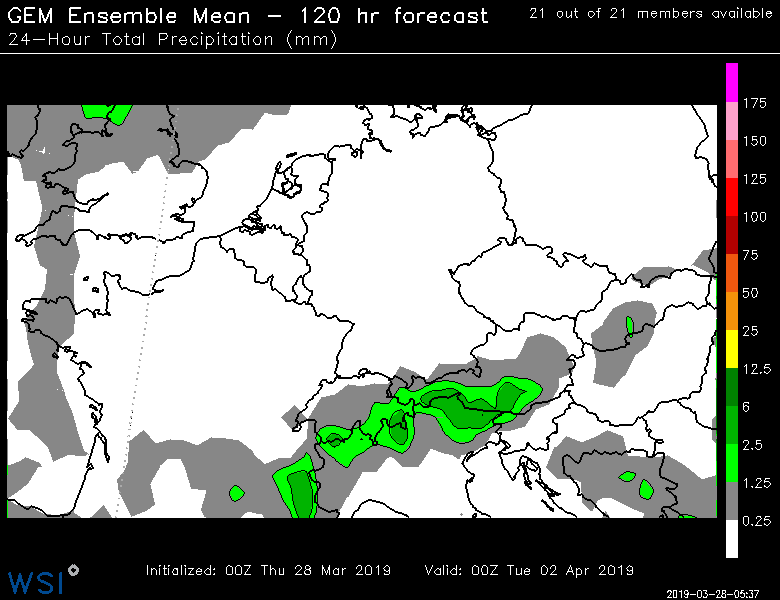 GEM Ensemble Mean – 120 hr forecast
21 out of 21 members available
24–Hour Total Precipitation (mm)
175
150
125
100
75
50
25
12.5
6
2.5
1.25
0.25
Initialized: 00Z Thu 28 Mar 2019
Valid: 00Z Tue 02 Apr 2019
WSI
2019-03-28-05:37